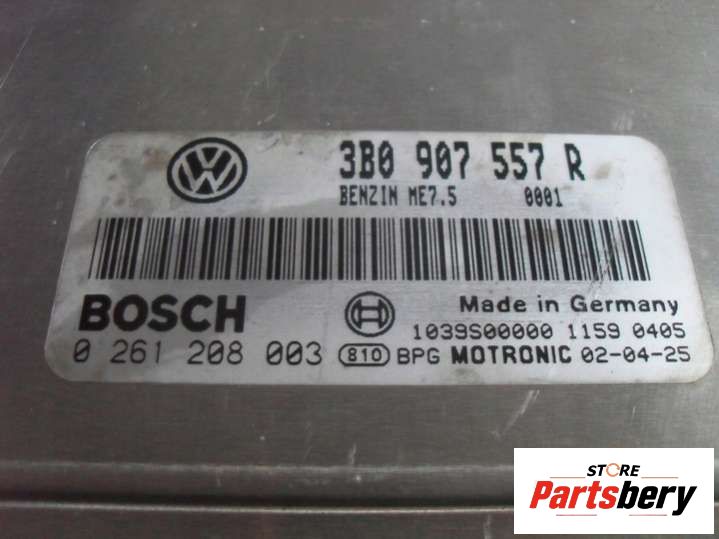 VW
3B0 907 557 R
BENZIN ME7.5 0001
BOSCH
Made in Germany
1039S00000 1159 0405
0 261 208 003 810 BPG MOTRONIC 02-04-25
STORE
Partsbery